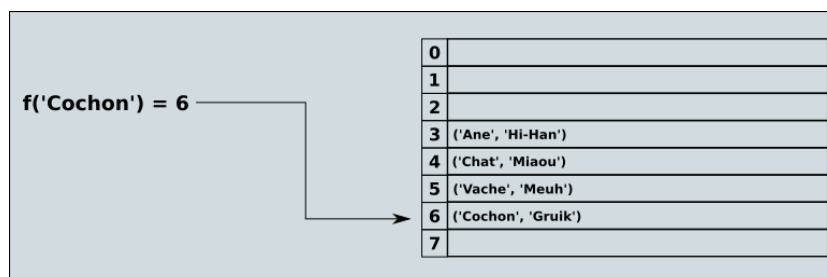 f('Cochon') = 6
0
1
2
3 ('Ane', 'Hi-Han')
4 ('Chat', 'Miaou')
5 ('Vache', 'Meuh')
6 ('Cochon', 'Gruik')
7